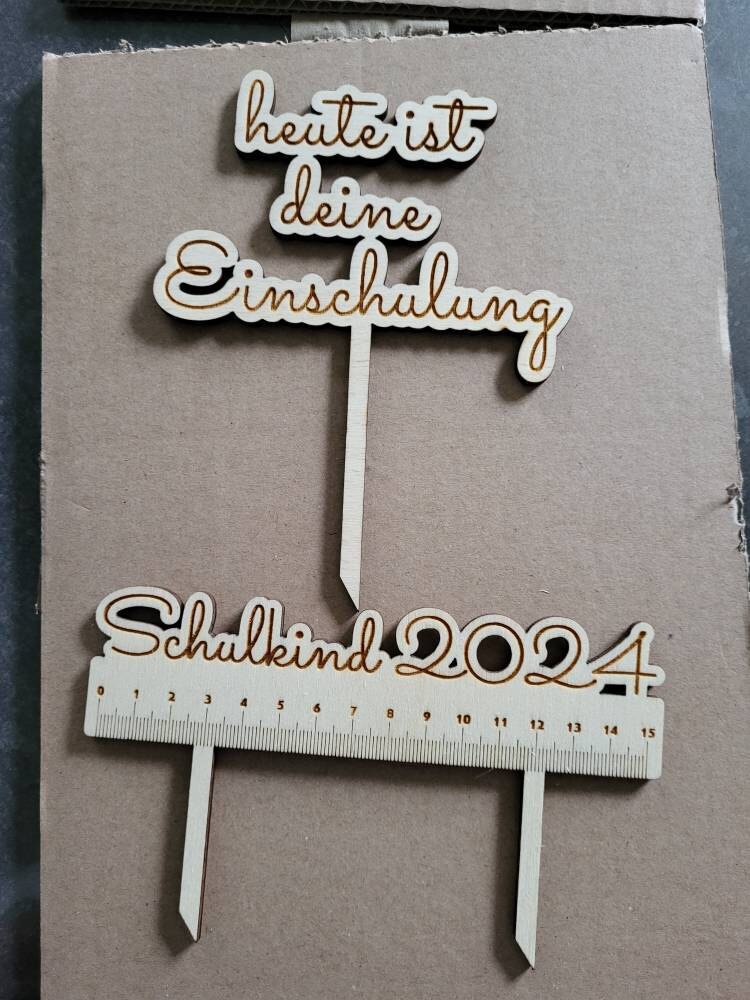 heute ist
deine
Einschulung
Schulkind 2024
0 1 2 3 4 5 6 7 8 9 10 11 12 13 14 15